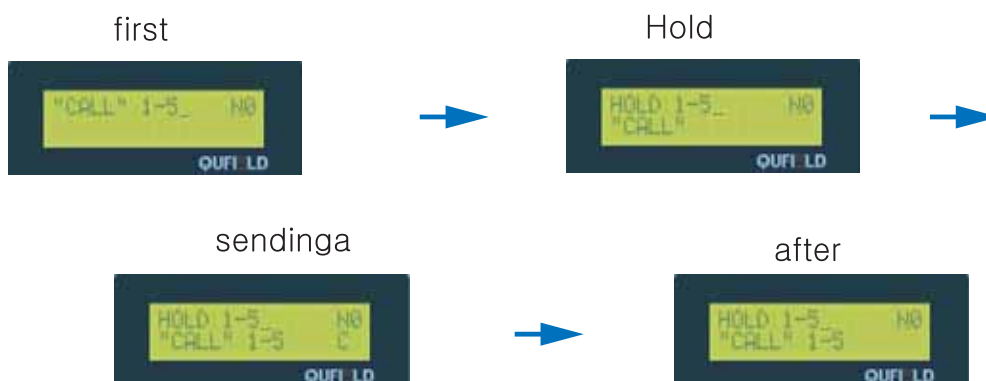 first
Hold
"CALL" 1-5_ N0
HOLD 1-5_ N0
"CALL"
QUFI LD
QUFI LD
sendinga
after
HOLD 1-5_ N0
"CALL" 1-5 C
HOLD 1-5_ N0
"CALL" 1-5
QUFI LD
QUFI LD